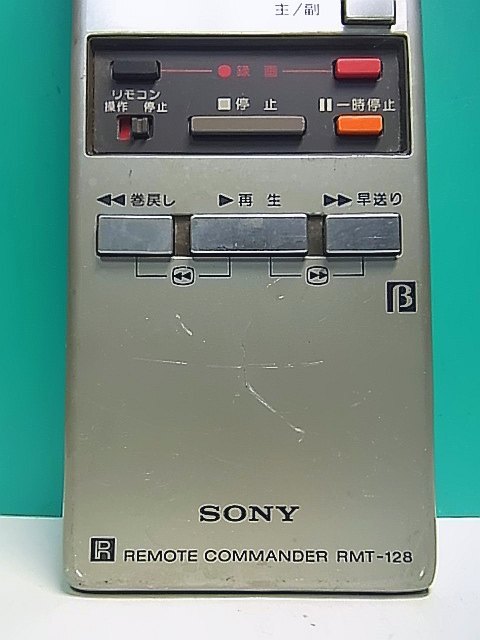 主/副
●録画
リモコン
操作 停止
■停止
❚❚一時停止
◀◀巻戻し
▶再生
▶▶早送り
β
SONY
R REMOTE COMMANDER RMT-128